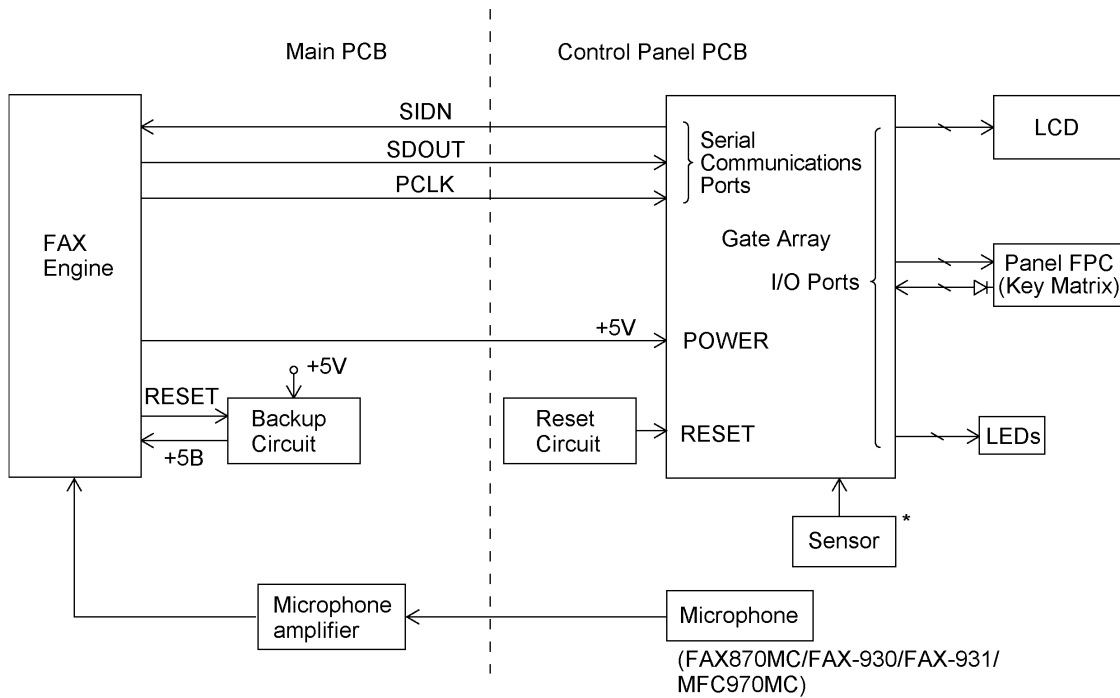 Main PCB
Control Panel PCB
FAX
Engine
SIDN
SDOUT
PCLK
Serial
Communications
Ports
Gate Array
I/O Ports
LCD
Panel FPC
(Key Matrix)
+5V
POWER
+5V
RESET
Backup
Circuit
+5B
Reset
Circuit
RESET
LEDs
Sensor
*
Microphone
amplifier
Microphone
(FAX870MC/FAX-930/FAX-931/
MFC970MC)